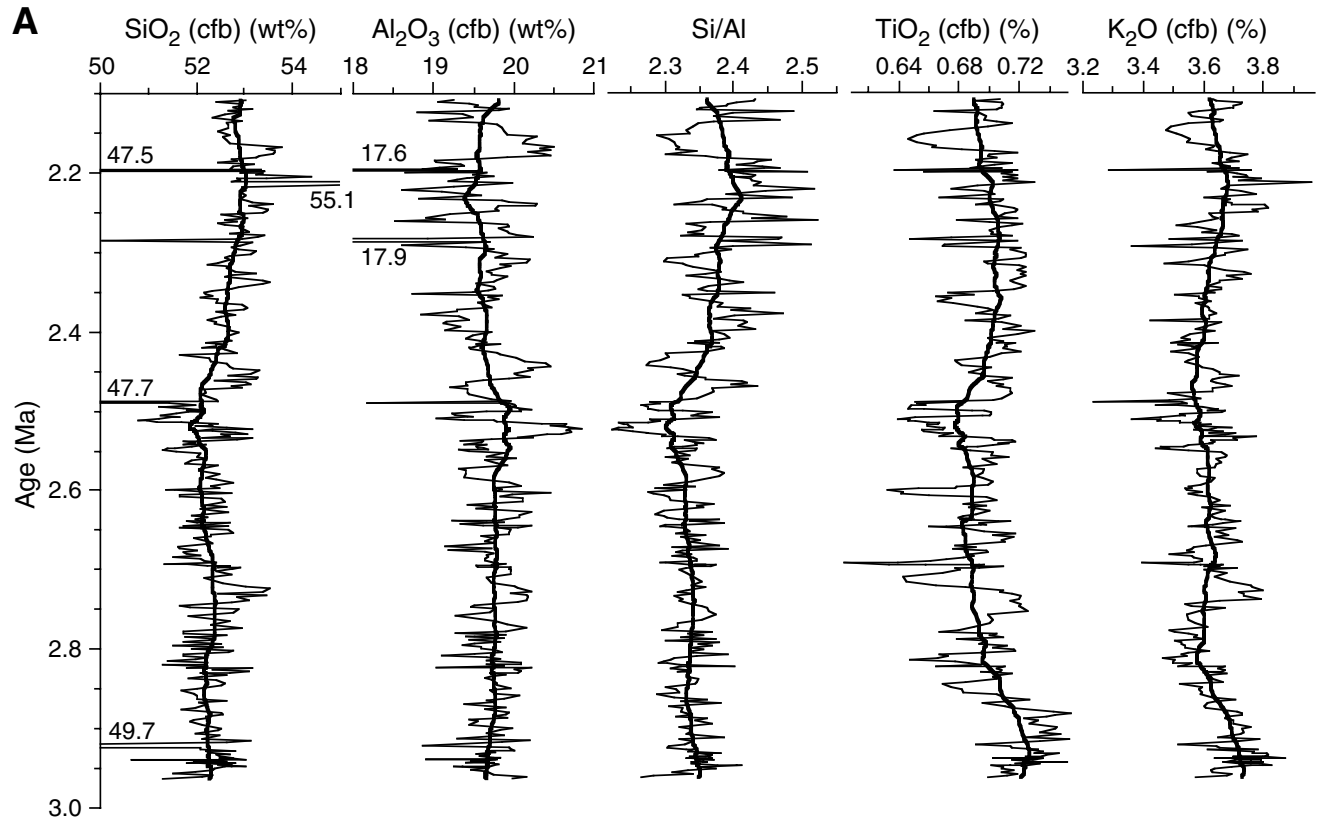 A
SiO2 (cfb) (wt%) Al2O3 (cfb) (wt%) Si/Al TiO2 (cfb) (%) K2O (cfb) (%)
50 52 54 18 19 20 21 2.3 2.4 2.5 0.64 0.68 0.72 3.2 3.4 3.6 3.8
47.5 17.6
2.2
55.1
17.9
2.4
47.7
Age (Ma)
2.6
2.8
49.7
3.0